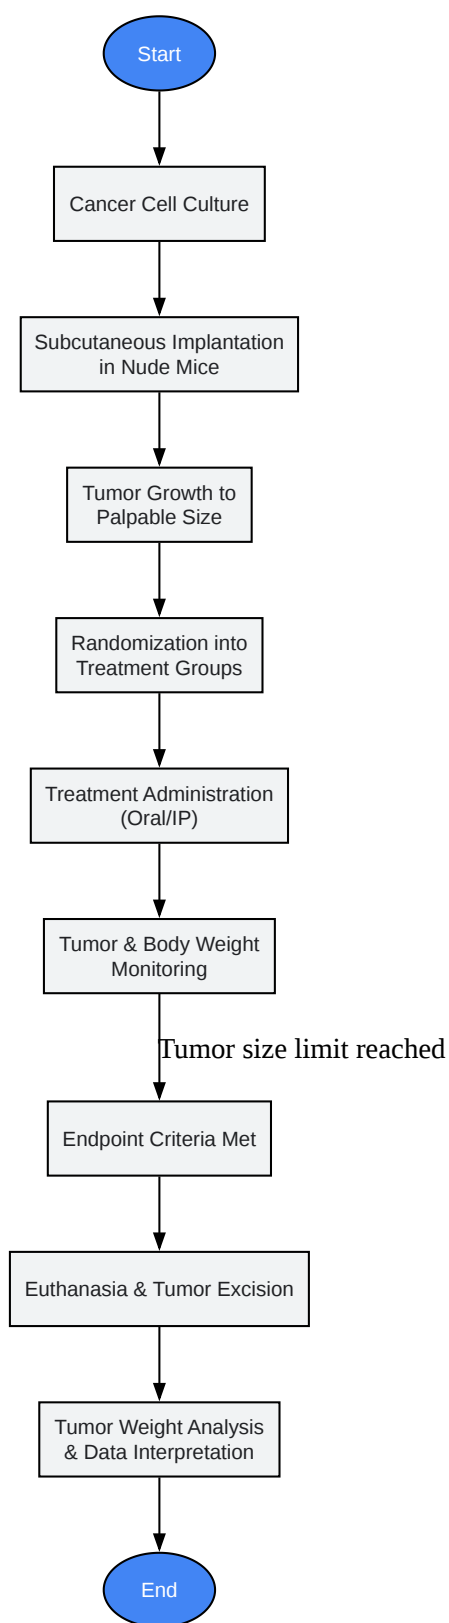 Start
Cancer Cell Culture
Subcutaneous Implantation
in Nude Mice
Tumor Growth to
Palpable Size
Randomization into
Treatment Groups
Treatment Administration
(Oral/IP)
Tumor & Body Weight
Monitoring
Tumor size limit reached
Endpoint Criteria Met
Euthanasia & Tumor Excision
Tumor Weight Analysis
& Data Interpretation
End